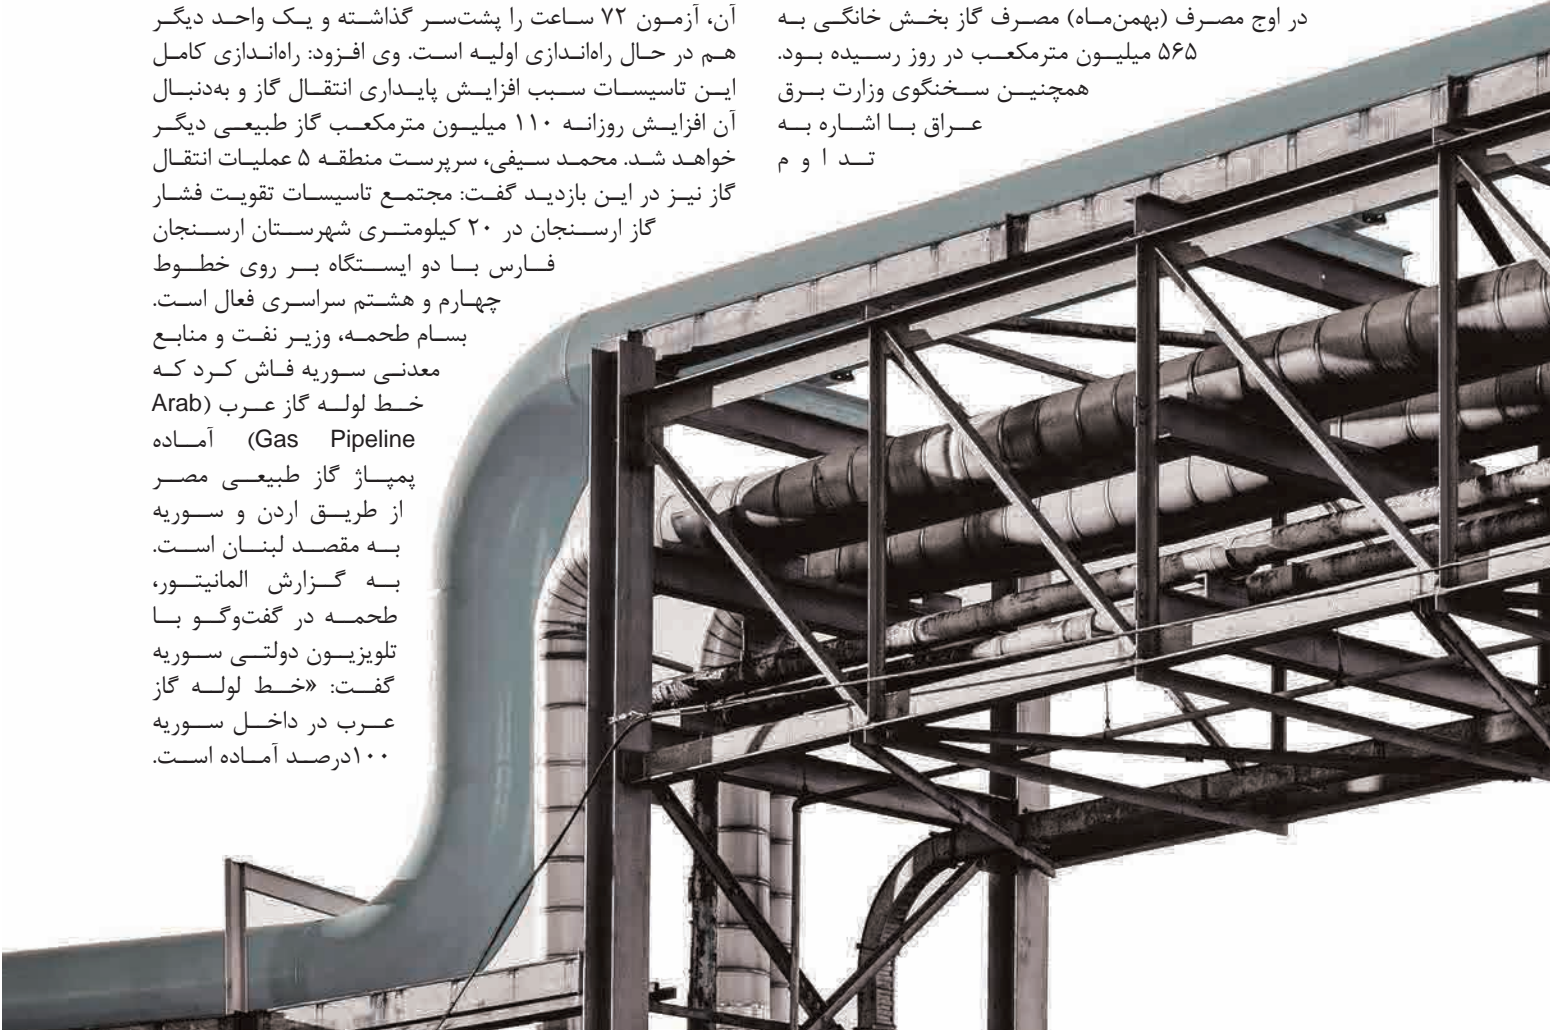 در اوج مصرف (بهمن‌ماه) مصرف گاز بخش خانگی به
۵۶۵ میلیون مترمکعب در روز رسیده بود.
همچنین سخنگوی وزارت برق
عراق با اشاره به
تداوم
آن، آزمون ۷۲ ساعت را پشت‌سر گذاشته و یک واحد دیگر
هم در حال راه‌اندازی اولیه است. وی افزود: راه‌اندازی کامل
این تاسیسات سبب افزایش پایداری انتقال گاز و به‌دنبال
آن افزایش روزانه ۱۱۰ میلیون مترمکعب گاز طبیعی دیگر
خواهد شد. محمد سیفی، سرپرست منطقه ۵ عملیات انتقال
گاز نیز در این بازدید گفت: مجتمع تاسیسات تقویت فشار
گاز ارسنجان در ۲۰ کیلومتری شهرستان ارسنجان
فارس با دو ایستگاه بر روی خطوط
چهارم و هشتم سراسری فعال است.
بسام طحمه، وزیر نفت و منابع
معدنی سوریه فاش کرد که
خط لوله گاز عرب (Arab
Gas Pipeline) آماده
پمپاژ گاز طبیعی مصر
از طریق اردن و سوریه
به مقصد لبنان است.
به گزارش المانیتور،
طحمه در گفت‌وگو با
تلویزیون دولتی سوریه
گفت: «خط لوله گاز
عرب در داخل سوریه
۱۰۰درصد آماده است.